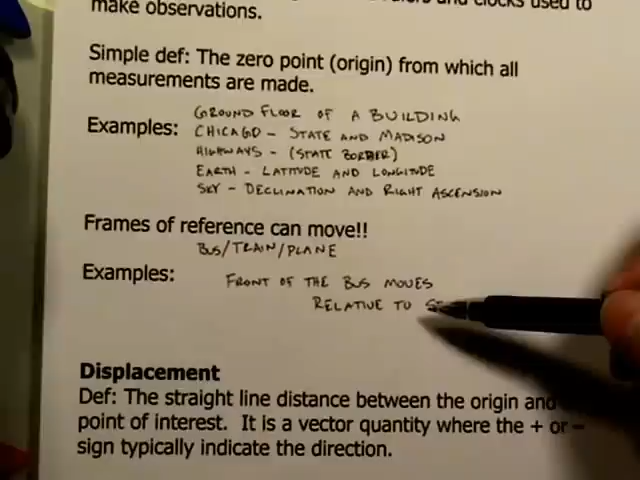 make observations.
and clocks used to
Simple def: The zero point (origin) from which all
measurements are made.
Examples:
GROUND FLOOR OF A BUILDING
CHICAGO - STATE AND MADISON
HIGHWAYS - (STATE BORDER)
EARTH - LATITUDE AND LONGITUDE
SKY - DECLINATION AND RIGHT ASCENSION
Frames of reference can move!!
BUS/TRAIN/PLANE
Examples:
FRONT OF THE BUS MOVES
RELATIVE TO
Displacement
Def: The straight line distance between the origin and
point of interest. It is a vector quantity where the + or –
sign typically indicate the direction.